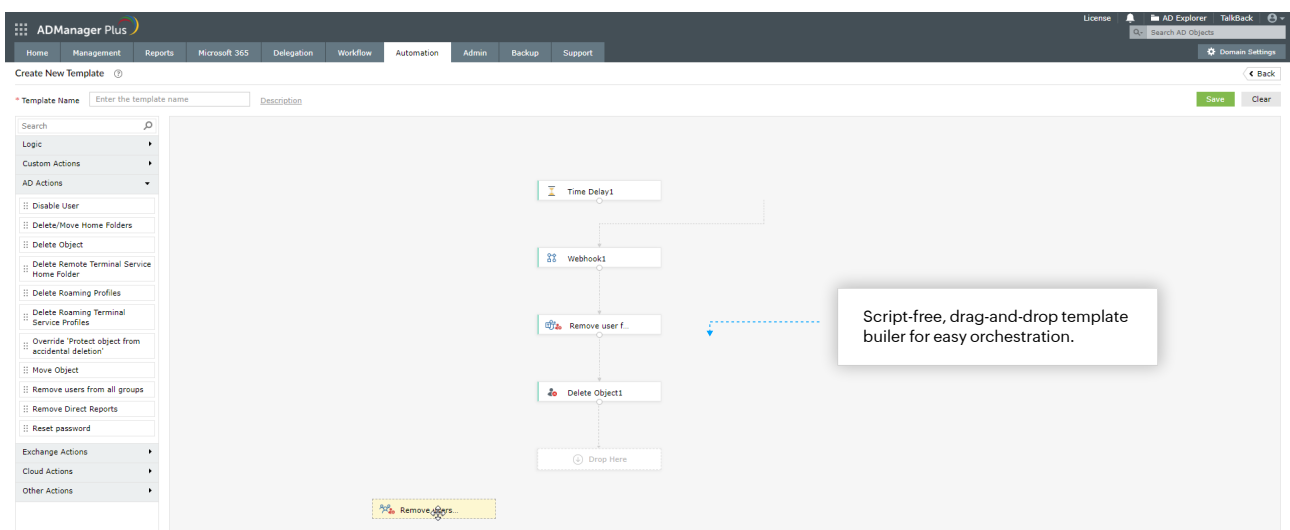 License AD Explorer TalkBack
ADManager Plus
Search AD Objects
Home Management Reports Microsoft 365 Delegation Workflow Automation Admin Backup Support
Domain Settings
Create New Template ?
Back
* Template Name Enter the template name Description
Save Clear
Search
Logic
Custom Actions
AD Actions
Disable User
Delete/Move Home Folders
Delete Object
Delete Remote Terminal Service
Home Folder
Delete Roaming Profiles
Delete Roaming Terminal
Service Profiles
Override 'Protect object from
accidental deletion'
Move Object
Remove users from all groups
Remove Direct Reports
Reset password
Exchange Actions
Cloud Actions
Other Actions
Time Delay1
Webhook1
Remove user f...
Delete Object1
Drop Here
Remove users...
Script-free, drag-and-drop template
builer for easy orchestration.